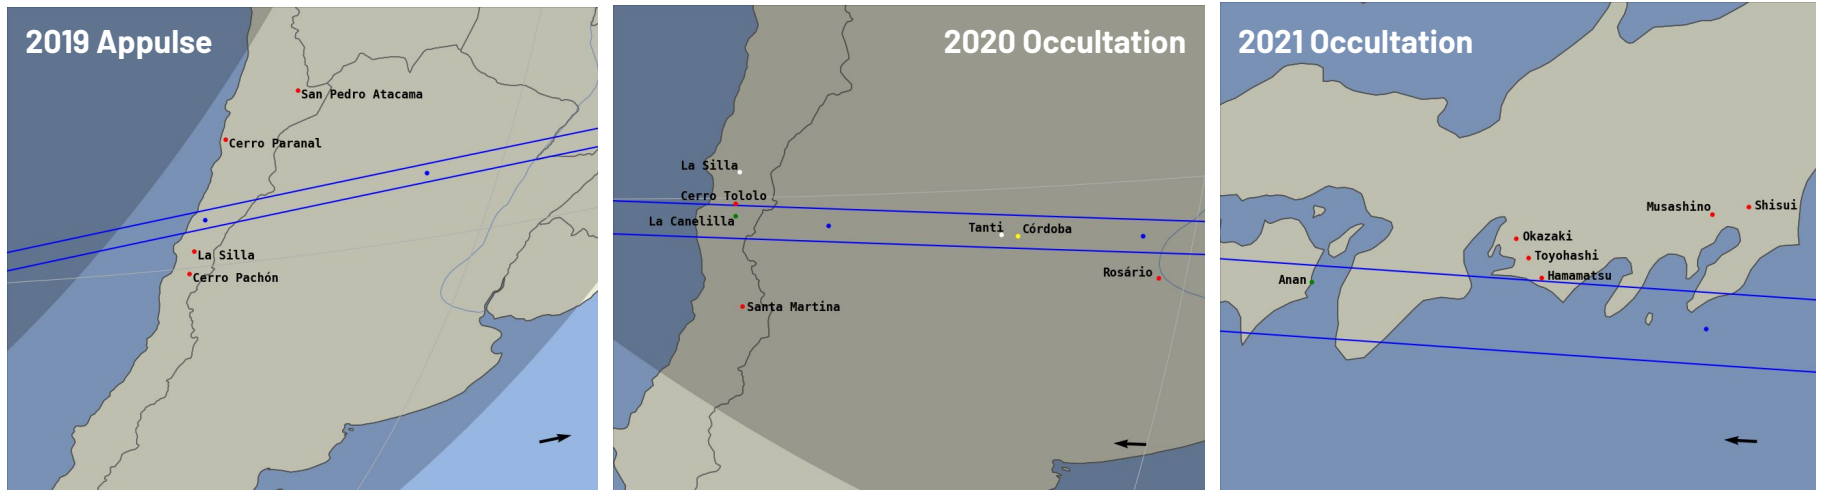 2019 Appulse
San Pedro Atacama
Cerro Paranal
La Silla
Cerro Pachón
2020 Occultation
La Silla
Cerro Tololo
La Canelilla
Tanti
Córdoba
Rosário
Santa Martina
2021 Occultation
Musashino
Shisui
Okazaki
Toyohashi
Hamamatsu
Anan